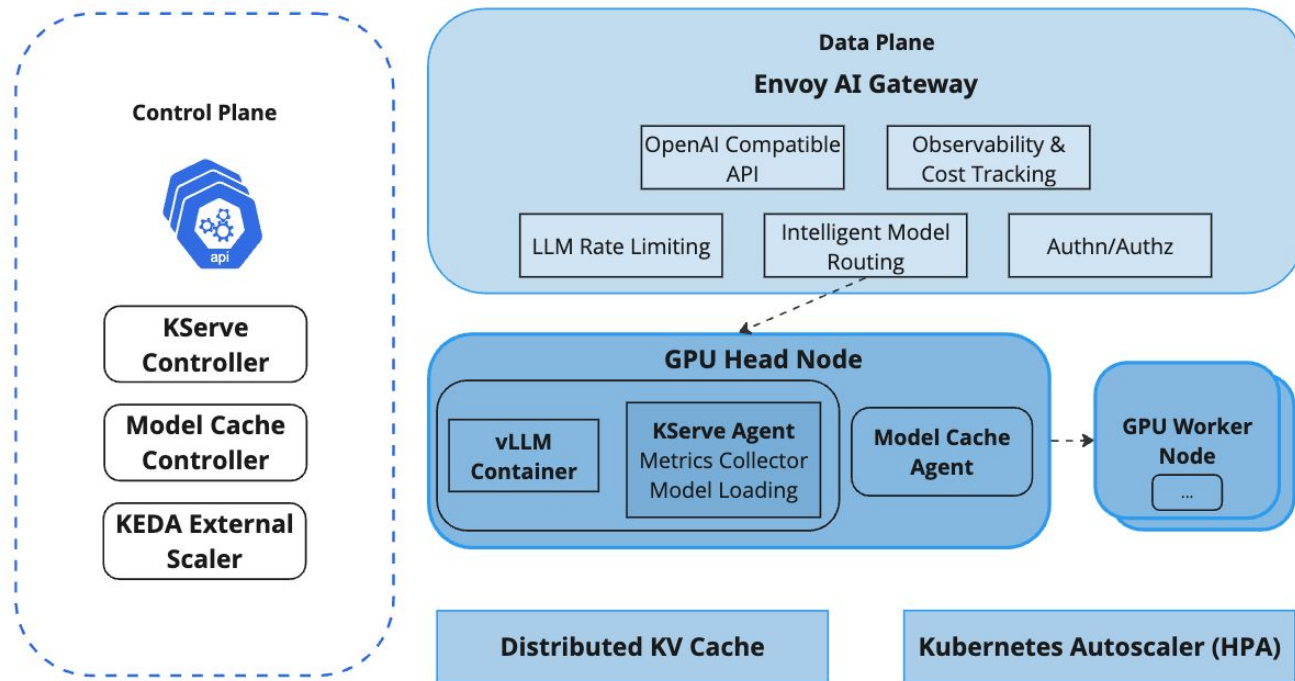 Control Plane
api
KServe
Controller
Model Cache
Controller
KEDA External
Scaler
Data Plane
Envoy AI Gateway
OpenAI Compatible
API
Observability &
Cost Tracking
LLM Rate Limiting
Intelligent Model
Routing
Authn/Authz
GPU Head Node
vLLM
Container
KServe Agent
Metrics Collector
Model Loading
Model Cache
Agent
GPU Worker
Node
...
Distributed KV Cache
Kubernetes Autoscaler (HPA)